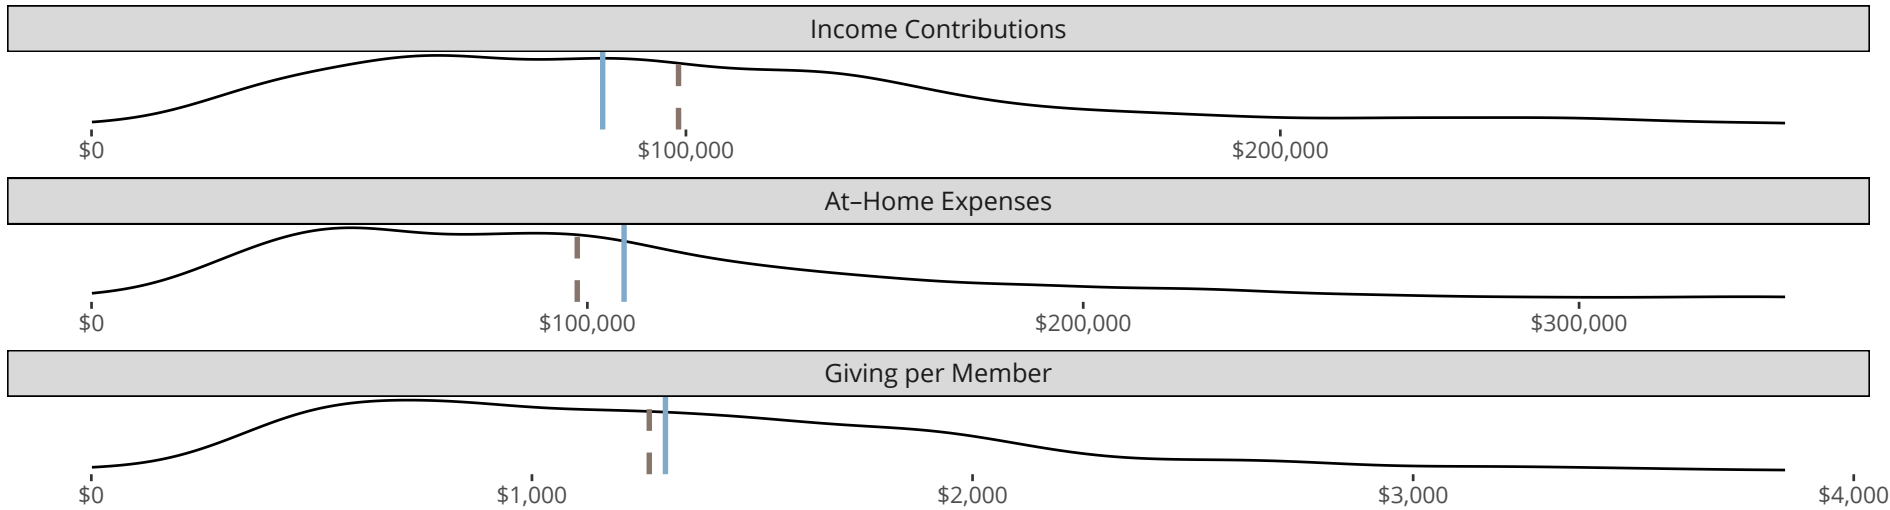 Income Contributions
$0 $100,000 $200,000
At–Home Expenses
$0 $100,000 $200,000 $300,000
Giving per Member
$0 $1,000 $2,000 $3,000 $4,000